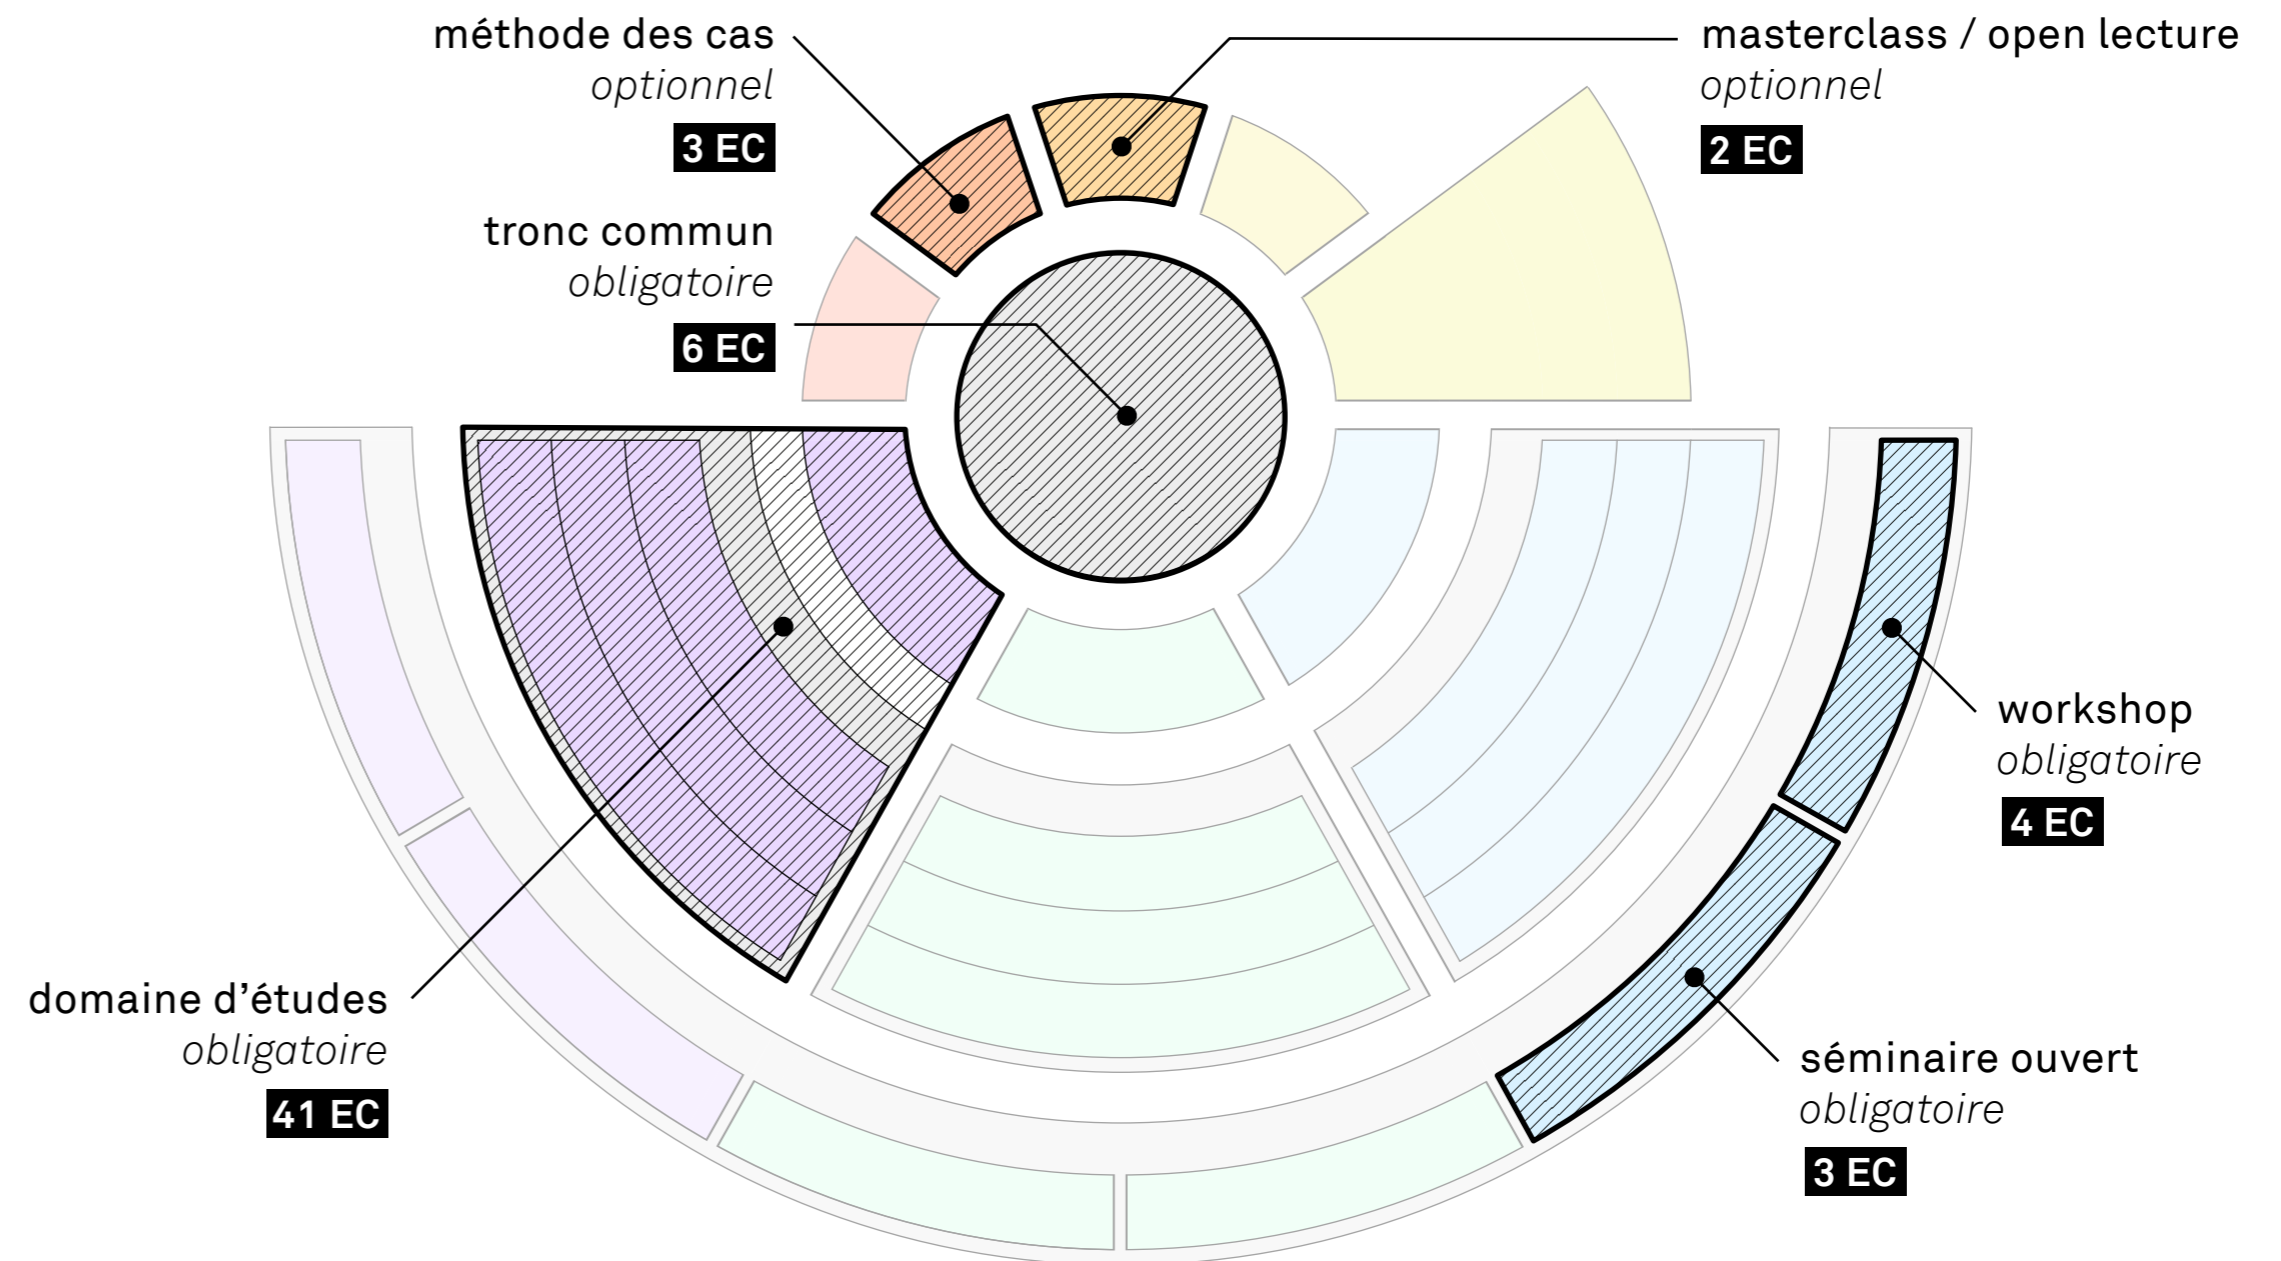 méthode des cas
optionnel
3 EC
masterclass / open lecture
optionnel
2 EC
tronc commun
obligatoire
6 EC
workshop
obligatoire
4 EC
domaine d’études
obligatoire
41 EC
séminaire ouvert
obligatoire
3 EC